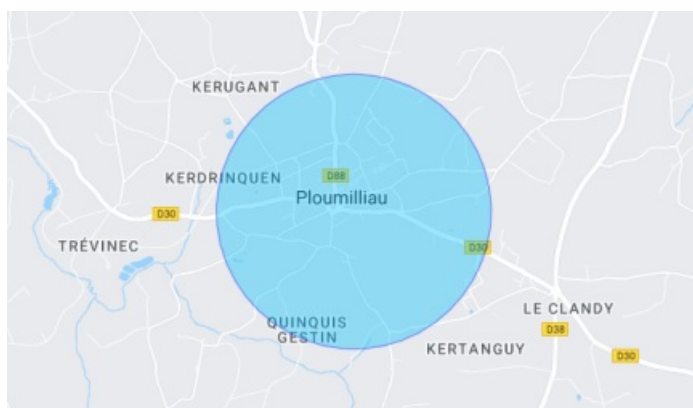 KERUGANT
KERDRINQUEN
D88
Ploumilliau
D30
TRÉVINEC
D30
LE CLANDY
QUINQUIS
GESTIN
D38
KERTANGUY
D30